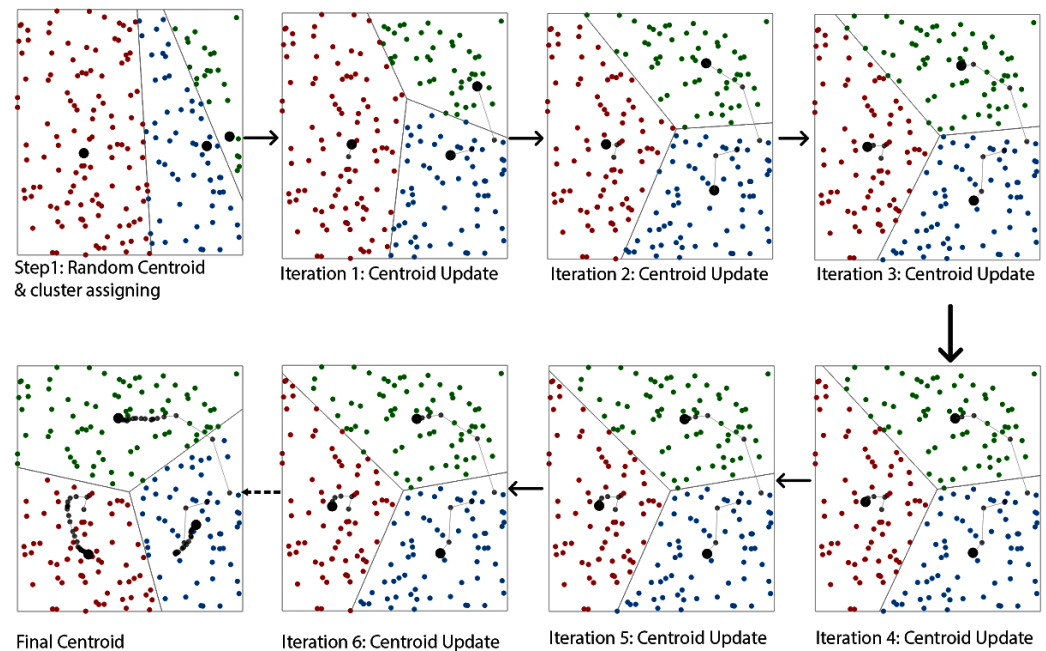 Step1: Random Centroid
& cluster assigning
Iteration 1: Centroid Update
Iteration 2: Centroid Update
Iteration 3: Centroid Update
Final Centroid
Iteration 6: Centroid Update
Iteration 5: Centroid Update
Iteration 4: Centroid Update